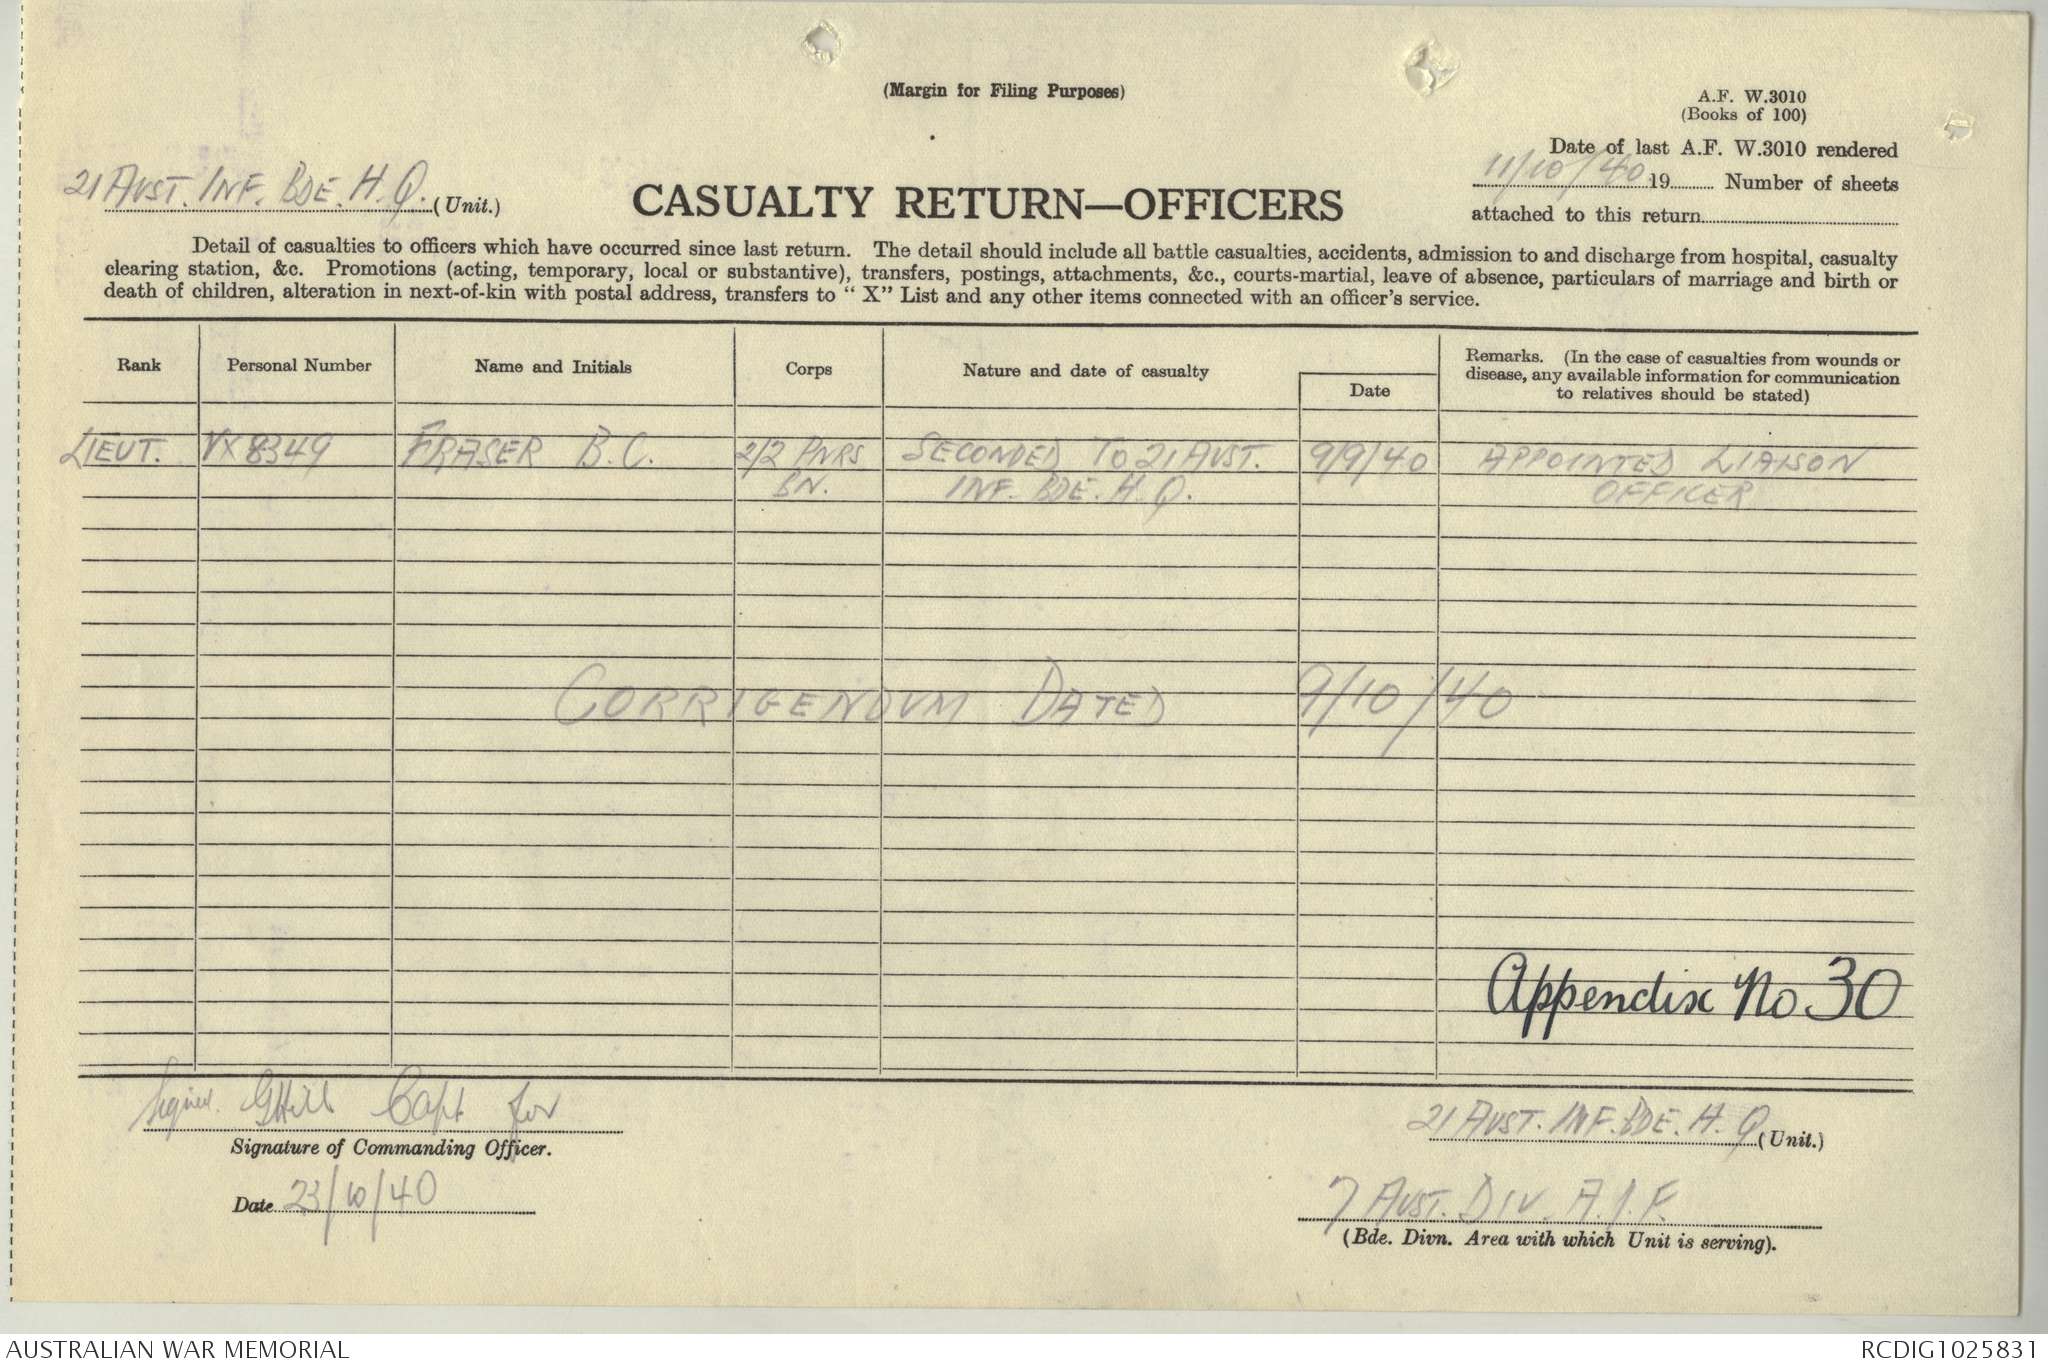 (Margin for Filing Purposes)
A.F. W.3010
(Books of 100)
Date of last A.F. W.3010 rendered
11/10/40 19........ Number of sheets
attached to this return
21 AUST. INF. BDE. H.Q. (Unit.)
CASUALTY RETURN—OFFICERS
Detail of casualties to officers which have occurred since last return. The detail should include all battle casualties, accidents, admission to and discharge from hospital, casualty
clearing station, &c. Promotions (acting, temporary, local or substantive), transfers, postings, attachments, &c., courts-martial, leave of absence, particulars of marriage and birth or
death of children, alteration in next-of-kin with postal address, transfers to "X" List and any other items connected with an officer's service.
Rank Personal Number Name and Initials Corps Nature and date of casualty Date Remarks. (In the case of casualties from wounds or
disease, any available information for communication
to relatives should be stated)
LIEUT. VX 8349 FRASER B.C. 2/2 PNRS SECONDED TO 21 AUST. 9/9/40 APPOINTED LIAISON
BN. INF. BDE. H.Q. OFFICER
CORRIGENDUM DATED 9/10/40
Appendix No 30
Signed. GHill Capt for
Signature of Commanding Officer.
Date 23/10/40
21 AUST. INF. BDE. H.Q. (Unit.)
7 AUST. DIV. A.I.F.
(Bde. Divn. Area with which Unit is serving).
AUSTRALIAN WAR MEMORIAL
RCDIG1025831